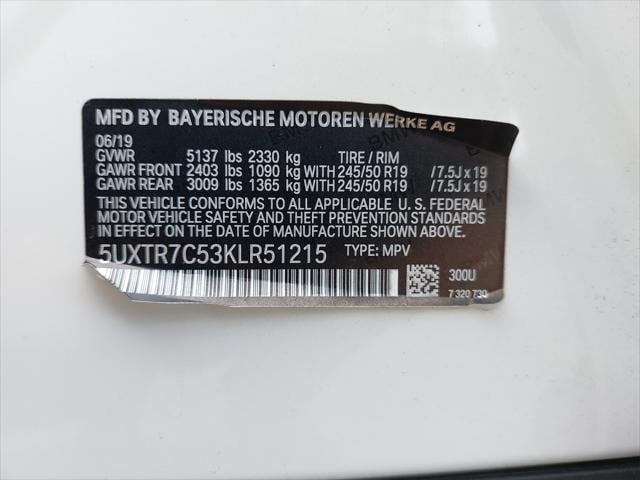 MFD BY BAYERISCHE MOTOREN WERKE AG
06/19
GVWR 5137 lbs 2330 kg TIRE / RIM
GAWR FRONT 2403 lbs 1090 kg WITH 245/50 R19 /7.5J x 19
GAWR REAR 3009 lbs 1365 kg WITH 245/50 R19 /7.5J x 19
THIS VEHICLE CONFORMS TO ALL APPLICABLE U. S. FEDERAL
MOTOR VEHICLE SAFETY AND THEFT PREVENTION STANDARDS
IN EFFECT ON THE DATE OF MANUFACTURE SHOWN ABOVE.
5UXTR7C53KLR51215 TYPE: MPV
300U
7 320 730